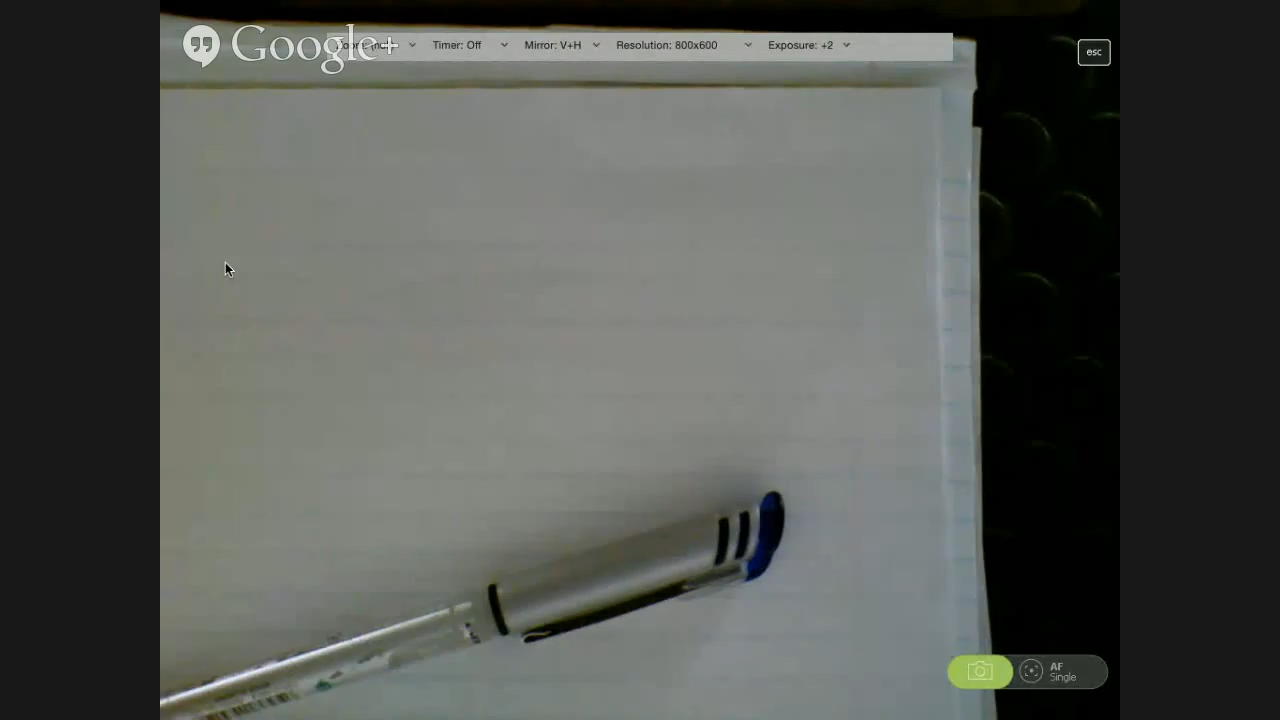 Google+
Timer: Off
Mirror: V+H
Resolution: 800x600
Exposure: +2
esc
AF
Single